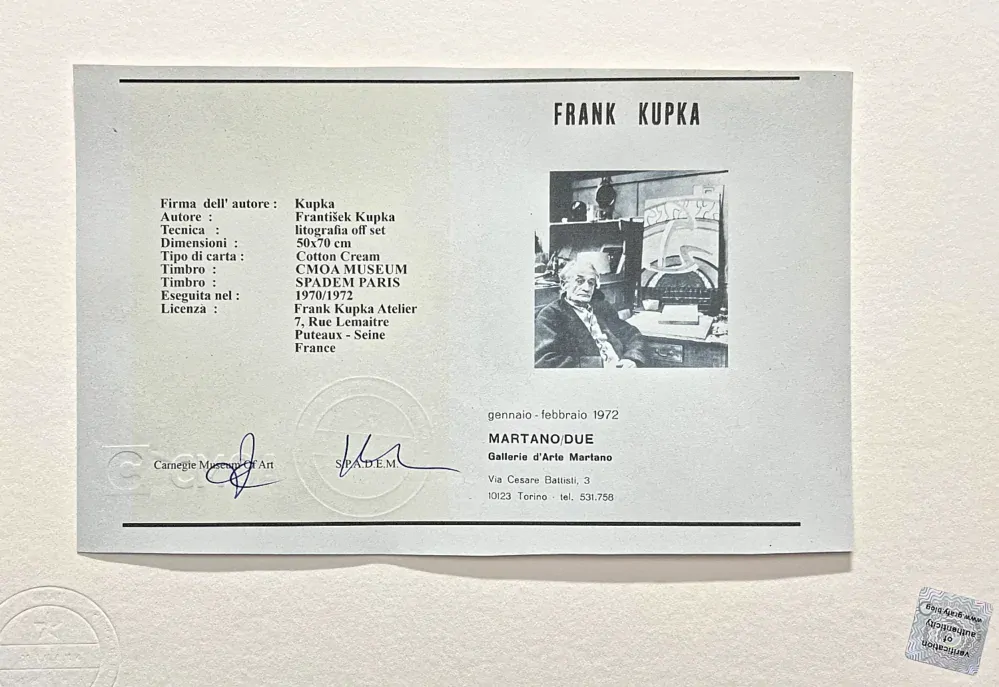 Firma dell' autore : Kupka
Autore : František Kupka
Tecnica : litografia off set
Dimensioni : 50x70 cm
Tipo di carta : Cotton Cream
Timbro : CMOA MUSEUM
Timbro : SPADEM PARIS
Eseguita nel : 1970/1972
Licenza : Frank Kupka Atelier
7, Rue Lemaitre
Puteaux - Seine
France
Carnegie Museum Of Art
S.P.A.D.E.M.
FRANK KUPKA
gennaio - febbraio 1972
MARTANO/DUE
Gallerie d'Arte Martano
Via Cesare Battisti, 3
10123 Torino · tel. 531.758
verification
of
authenticity
www.grafy.blog